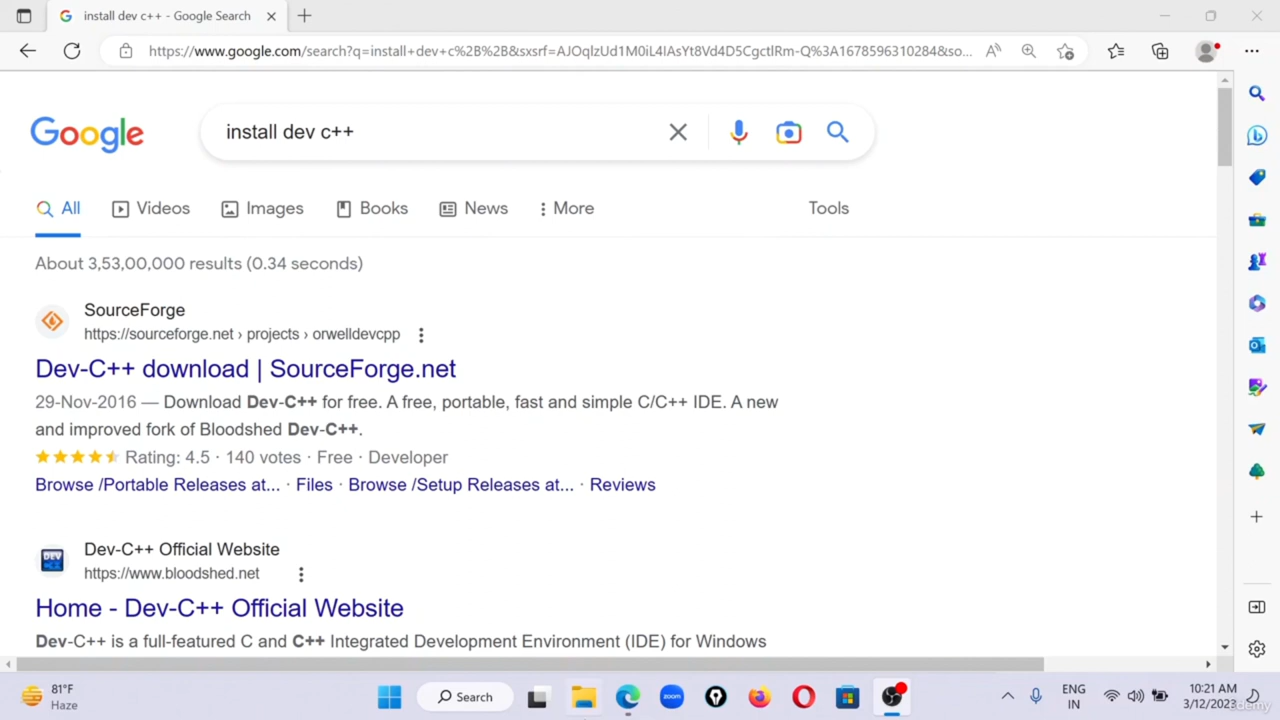 install dev c++ - Google Search
https://www.google.com/search?q=install+dev+c%2B%2B&sxsrf=AJOqlzUd1M0iL4IAsYt8Vd4D5CgctlRm-Q%3A1678596310284&so...
Google
install dev c++
All Videos Images Books News More Tools
About 3,53,00,000 results (0.34 seconds)
SourceForge
https://sourceforge.net › projects › orwelldevcpp
Dev-C++ download | SourceForge.net
29-Nov-2016 — Download Dev-C++ for free. A free, portable, fast and simple C/C++ IDE. A new
and improved fork of Bloodshed Dev-C++.
Rating: 4.5 · 140 votes · Free · Developer
Browse /Portable Releases at... · Files · Browse /Setup Releases at... · Reviews
DEV
Dev-C++ Official Website
https://www.bloodshed.net
Home - Dev-C++ Official Website
Dev-C++ is a full-featured C and C++ Integrated Development Environment (IDE) for Windows
81°F
Haze
Search
zoom
ENG
IN
10:21 AM
3/12/2023